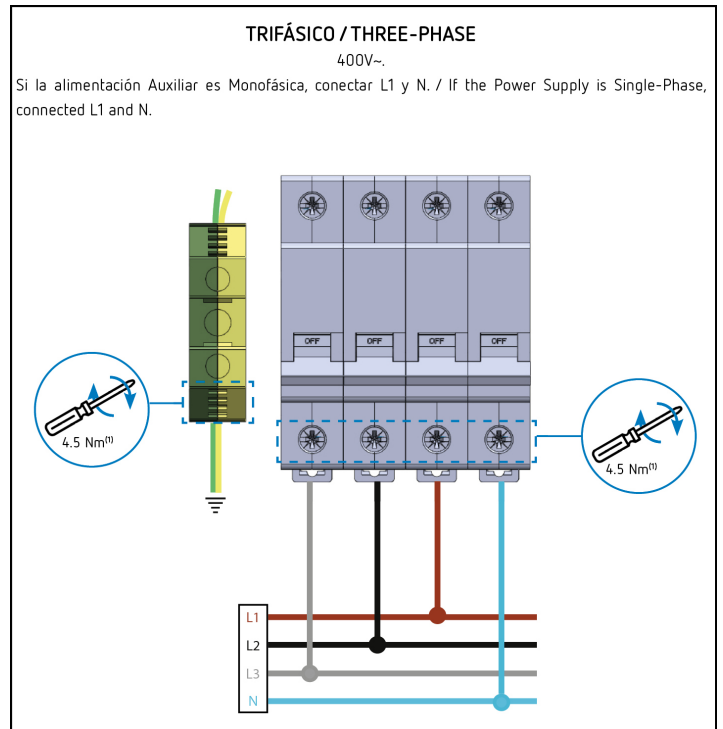 TRIFÁSICO / THREE-PHASE
400V~.
Si la alimentación Auxiliar es Monofásica, conectar L1 y N. / If the Power Supply is Single-Phase,
connected L1 and N.
OFF OFF OFF OFF
4.5 Nm(1)
4.5 Nm(1)
L1
L2
L3
N